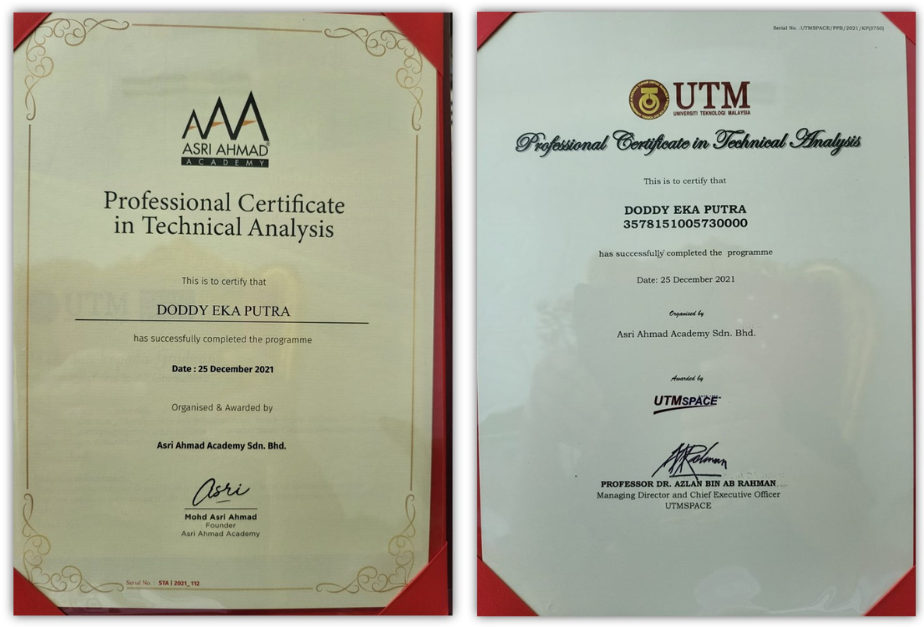 AAA
ASRI AHMAD
ACADEMY
Professional Certificate
in Technical Analysis
This is to certify that
DODDY EKA PUTRA
has successfully completed the programme
Date : 25 December 2021
Organised & Awarded by
Asri Ahmad Academy Sdn. Bhd.
Asri
Mohd Asri Ahmad
Founder
Asri Ahmad Academy
Serial No : STA | 2021_112
UTM
UNIVERSITI TEKNOLOGI MALAYSIA
Professional Certificate in Technical Analysis
This is to certify that
DODDY EKA PUTRA
3578151005730000
has successfully completed the programme
Date: 25 December 2021
Organised by
Asri Ahmad Academy Sdn. Bhd.
Awarded by
UTMSPACE
PROFESSOR DR. AZLAN BIN AB RAHMAN
Managing Director and Chief Executive Officer
UTMSPACE